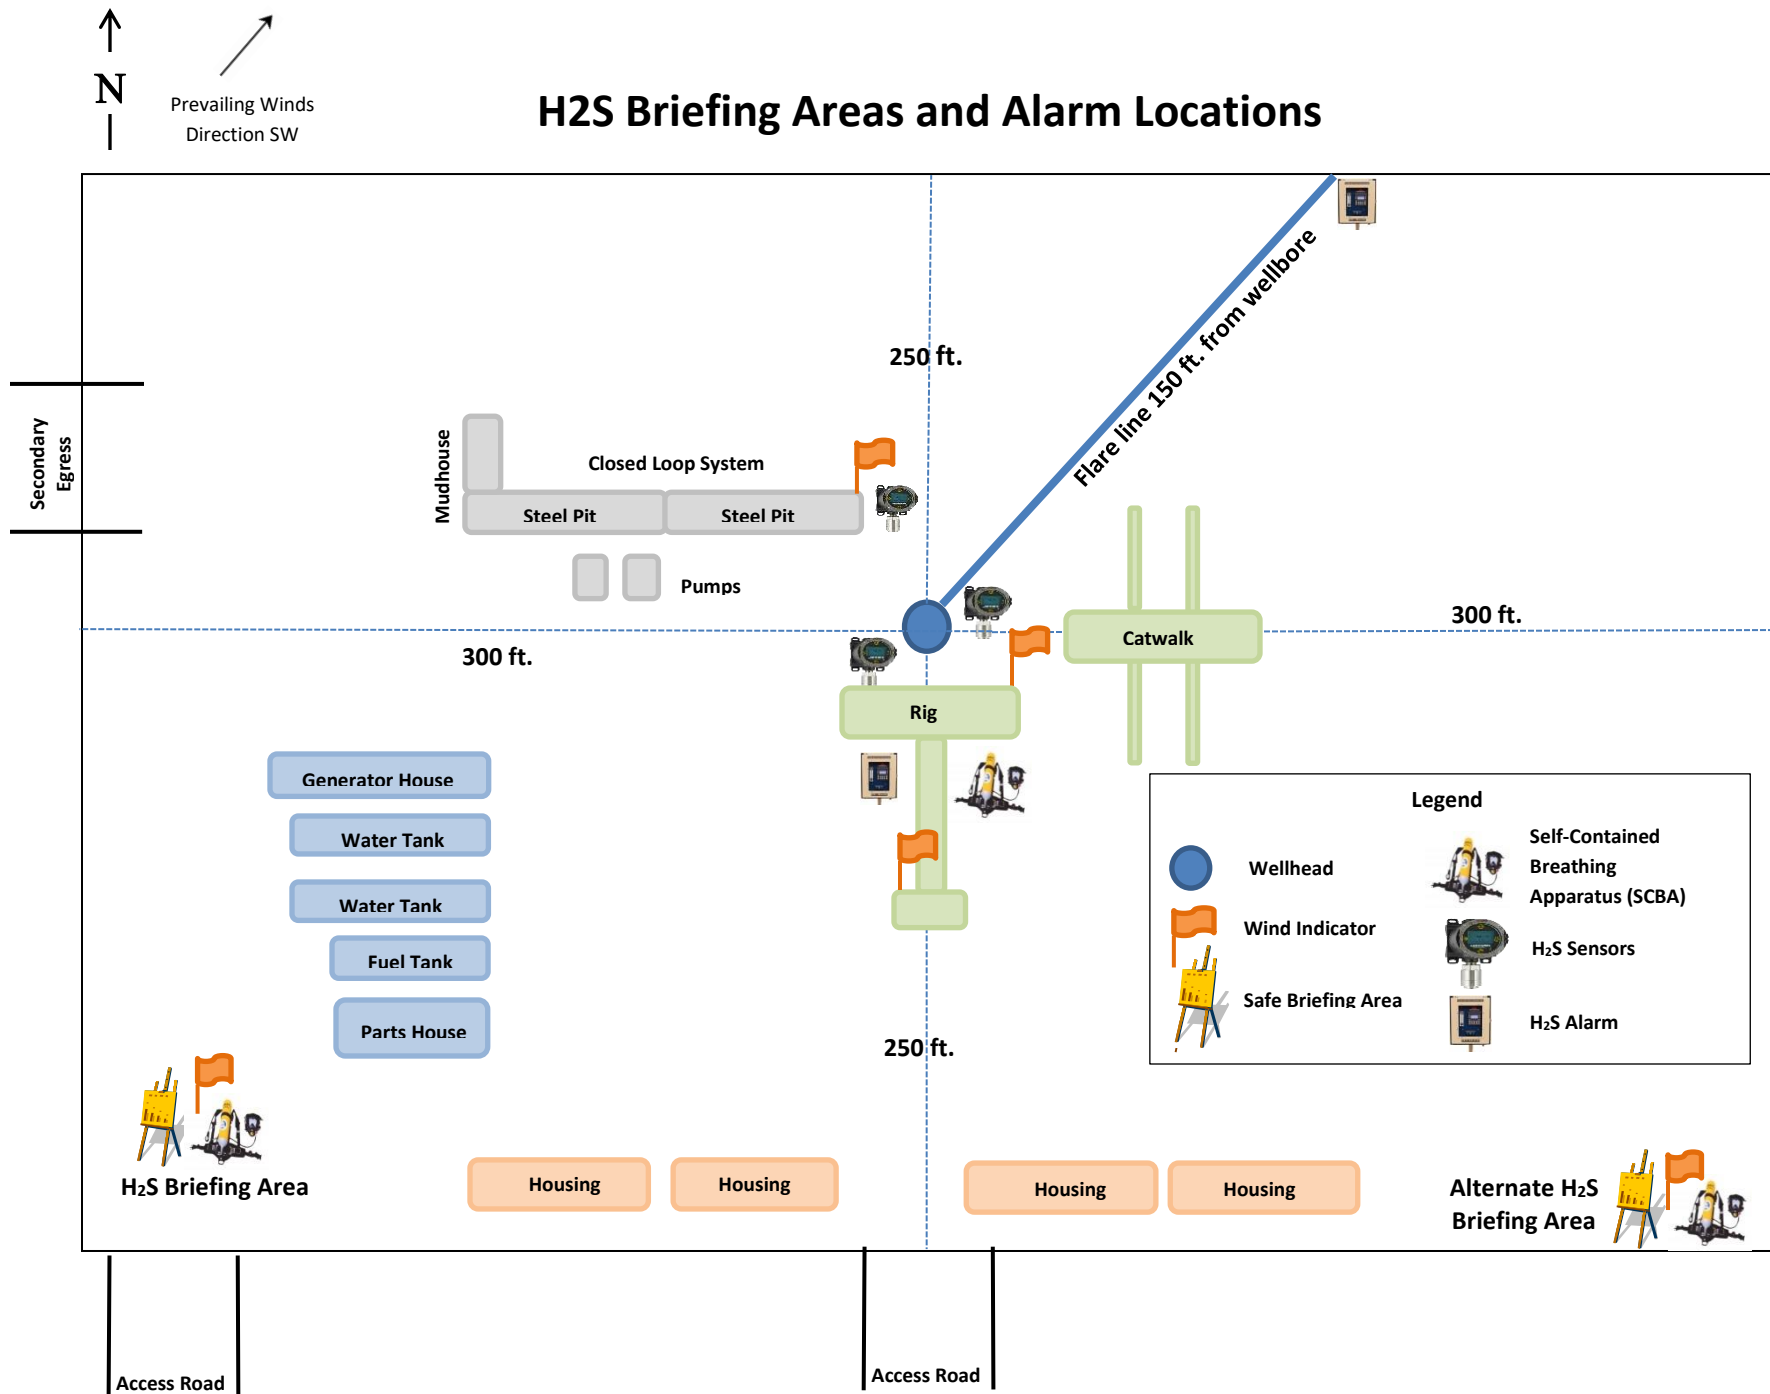 N
Prevailing Winds
Direction SW
H2S Briefing Areas and Alarm Locations
Flare line 150 ft. from wellbore
250 ft.
Secondary
Egress
Mudhouse
Closed Loop System
Steel Pit
Steel Pit
Pumps
300 ft.
Catwalk
300 ft.
Rig
Generator House
Water Tank
Water Tank
Fuel Tank
Parts House
250 ft.
Legend
Wellhead
Wind Indicator
Safe Briefing Area
Self-Contained
Breathing
Apparatus (SCBA)
H₂S Sensors
H₂S Alarm
H₂S Briefing Area
Housing
Housing
Housing
Housing
Alternate H₂S
Briefing Area
Access Road
Access Road